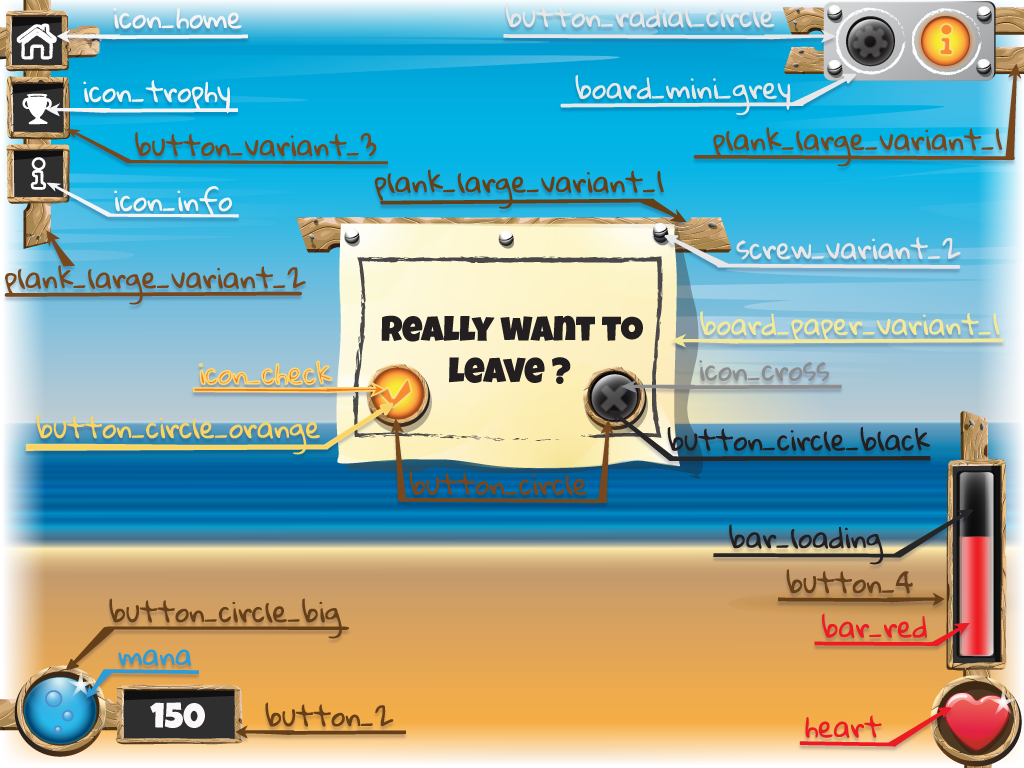 icon_home
button_radial_circle
icon_trophy
board_mini_grey
button_variant_3
plank_large_variant_1
plank_large_variant_1
icon_info
screw_variant_2
plank_large_variant_2
board_paper_variant_1
Really want to
leave ?
icon_check
icon_cross
button_circle_orange
button_circle_black
button_circle
bar_loading
button_4
button_circle_big
bar_red
mana
150
button_2
heart